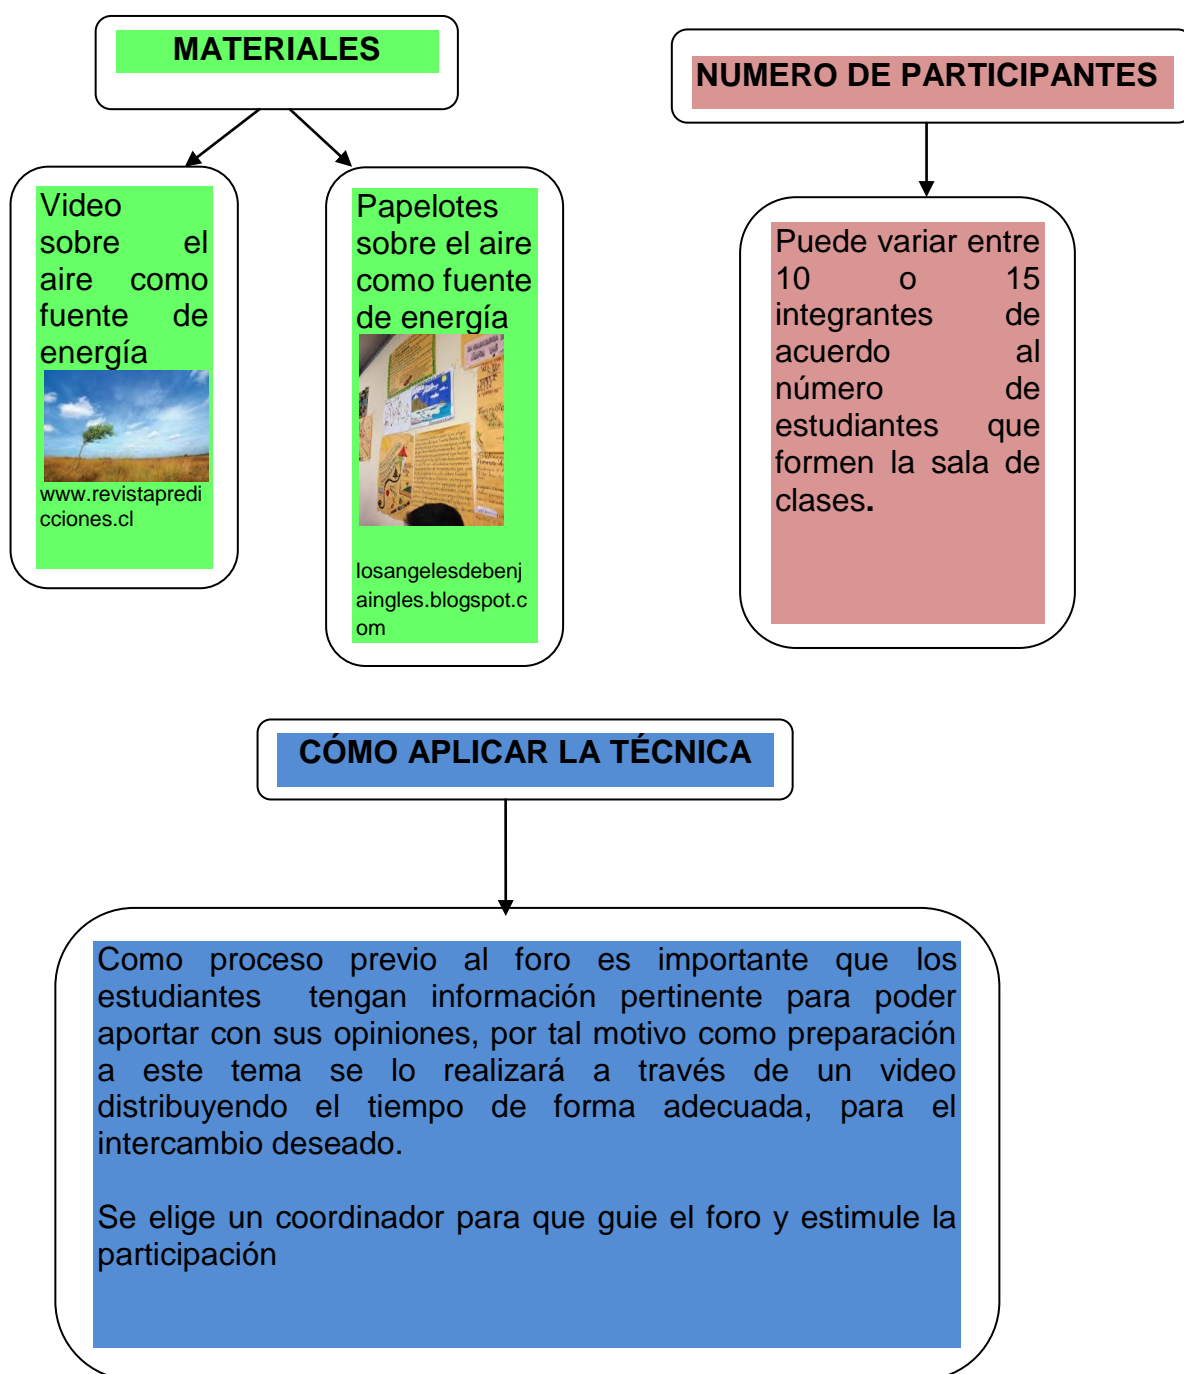 MATERIALES
Video
sobre el
aire como
fuente de
energía
www.revistapredi
cciones.cl
Papelotes
sobre el aire
como fuente
de energía
losangelesdebenj
aingles.blogspot.c
om
NUMERO DE PARTICIPANTES
Puede variar entre
10 o 15
integrantes de
acuerdo al
número de
estudiantes que
formen la sala de
clases.
CÓMO APLICAR LA TÉCNICA
Como proceso previo al foro es importante que los
estudiantes tengan información pertinente para poder
aportar con sus opiniones, por tal motivo como preparación
a este tema se lo realizará a través de un video
distribuyendo el tiempo de forma adecuada, para el
intercambio deseado.
Se elige un coordinador para que guie el foro y estimule la
participación